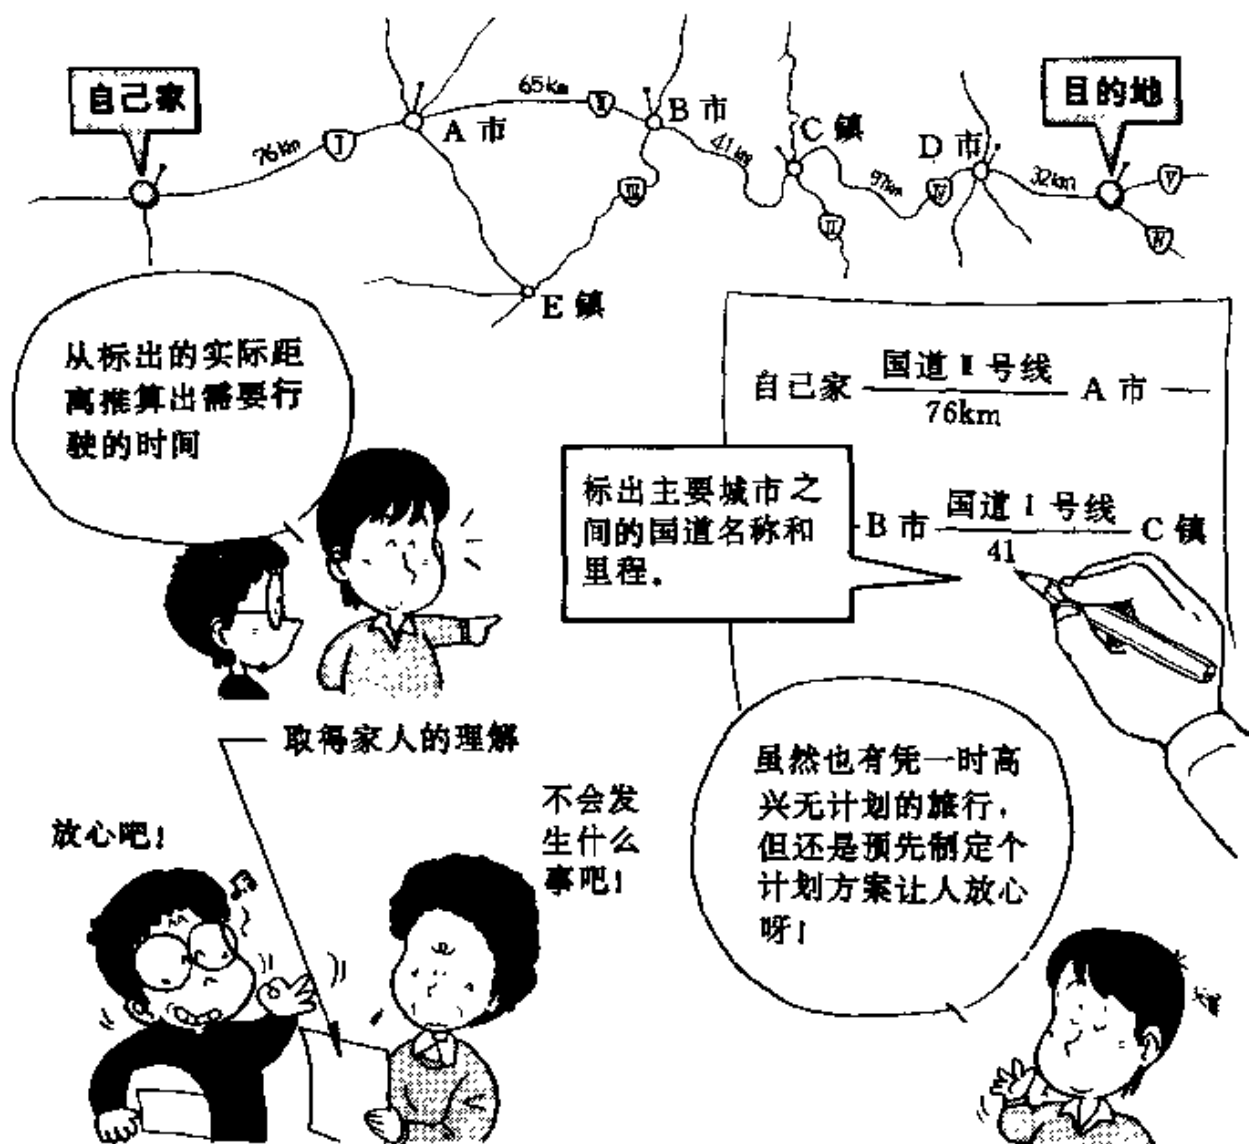 自己家
76km
I
A 市
65km
B 市
III
E 镇
41km
C 镇
II
97km
IV
D 市
32km
目的地
V
从标出的实际距
离推算出需要行
驶的时间
自己家 国道 II 号线 A 市
76km
标出主要城市之
间的国道名称和
里程。
B 市 国道 I 号线 C 镇
41
取得家人的理解
放心吧!
不会发
生什么
事吧!
虽然也有凭一时高
兴无计划的旅行,
但还是预先制定个
计划方案让人放心
呀!